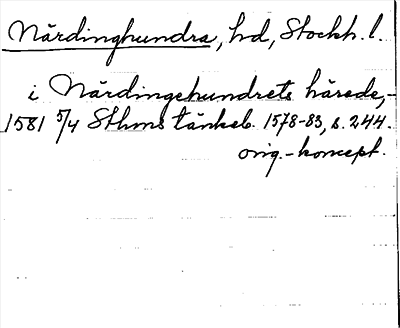 Närdinghundra, hd, Stockh. l.
i Närdingehundrets härede,-
1581 5/4 Sthms tänkeb. 1578-83, s. 244.
orig.-koncept.